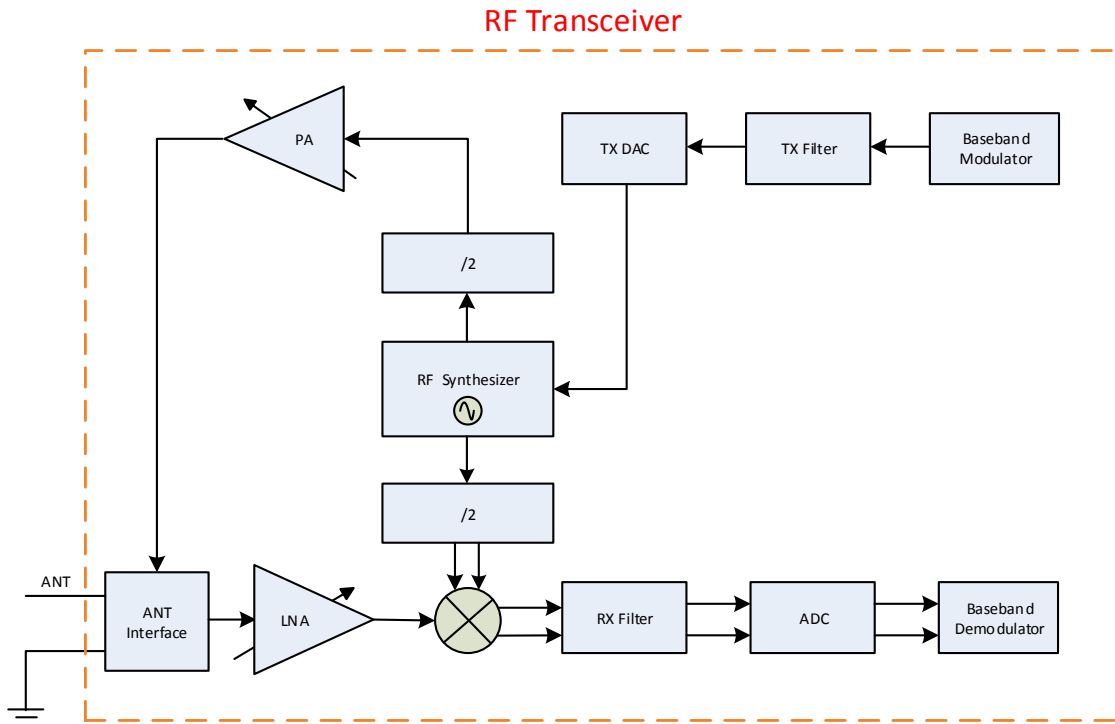 RF Transceiver
PA
TX DAC
TX Filter
Baseband
Modulator
/2
RF Synthesizer
/2
ANT
ANT
Interface
LNA
RX Filter
ADC
Baseband
Demodulator